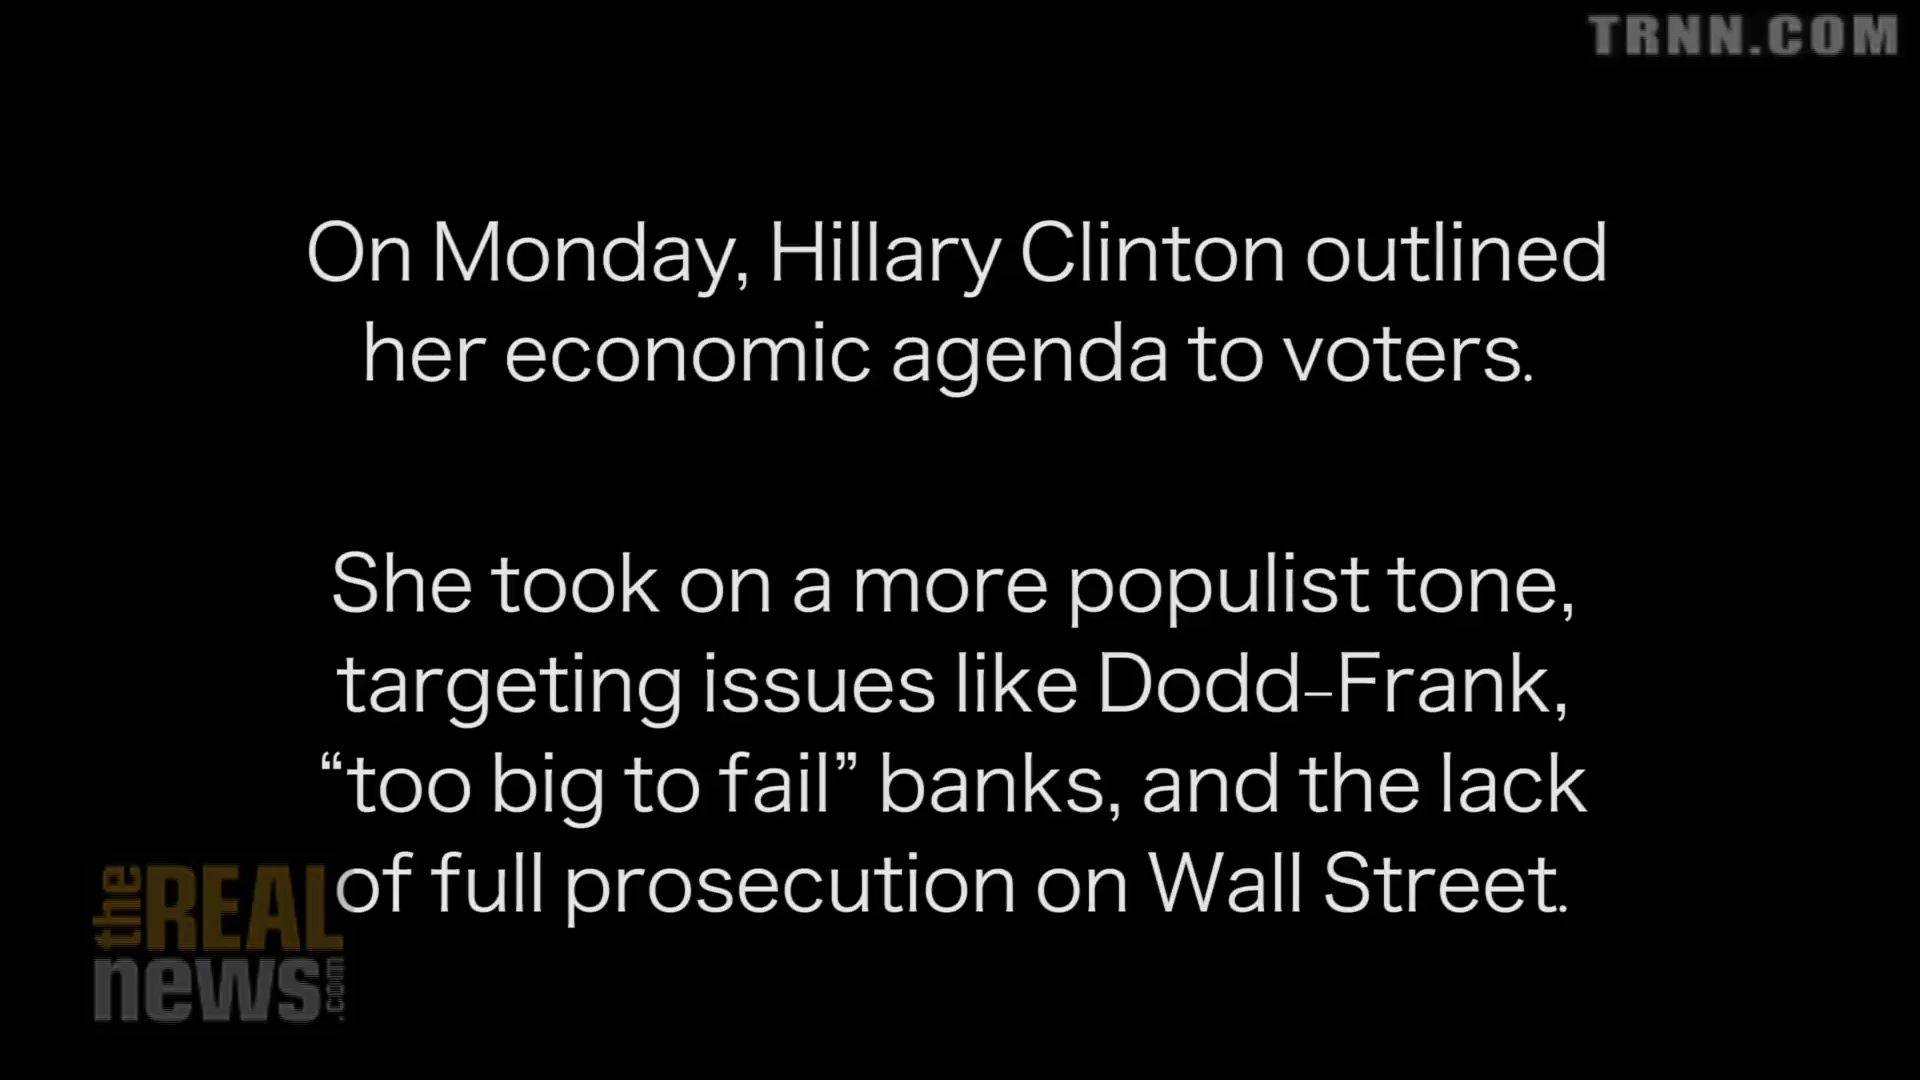 TRNN.COM
On Monday, Hillary Clinton outlined
her economic agenda to voters.
She took on a more populist tone,
targeting issues like Dodd-Frank,
“too big to fail” banks, and the lack
of full prosecution on Wall Street.
the REAL
news.com